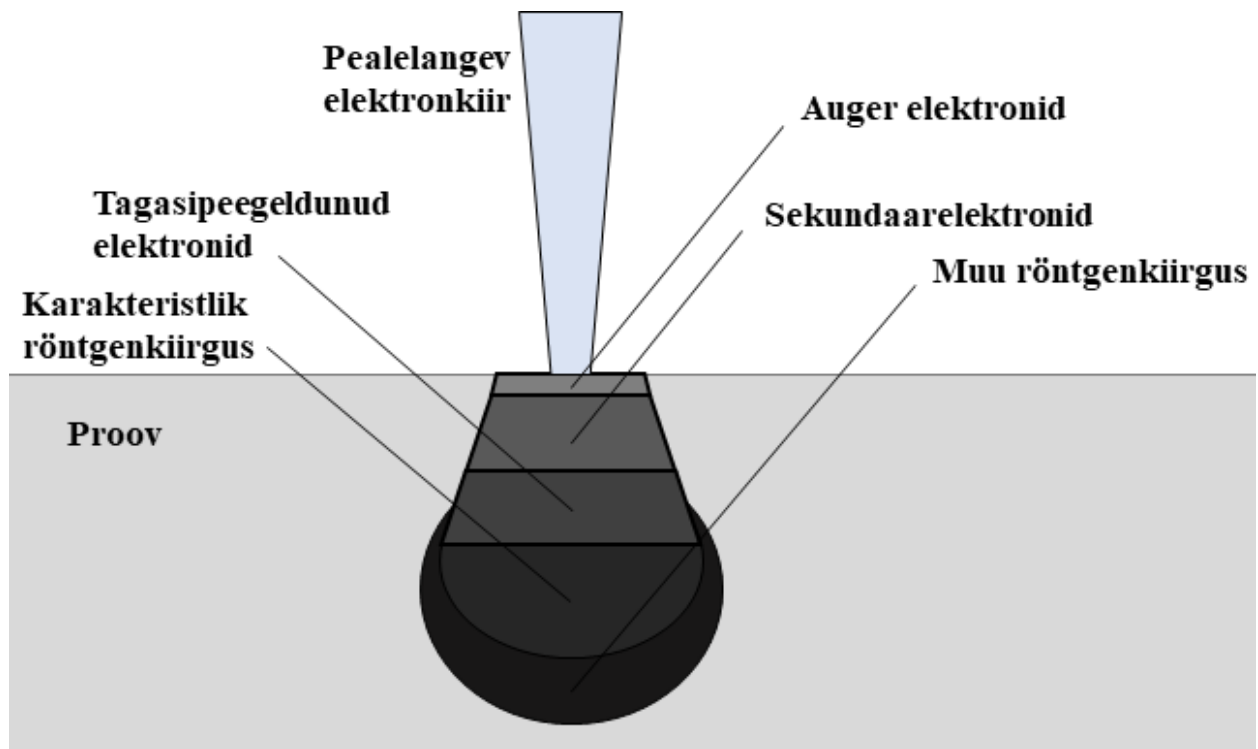 Pealelangev
elektronkiir
Auger elektronid
Tagasipeegeldunud
elektronid
Sekundaarelektronid
Muu röntgenkiirgus
Karakteristlik
röntgenkiirgus
Proov